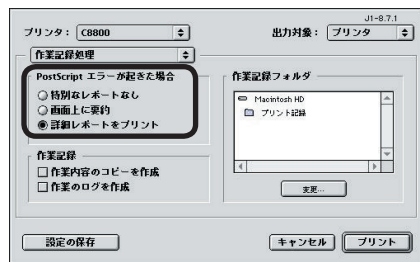 J1-8.7.1
プリンタ： C8800
出力対象： プリンタ
作業記録処理
PostScript エラーが起きた場合
特別なレポートなし
画面上に要約
詳細レポートをプリント
作業記録
作業内容のコピーを作成
作業のログを作成
作業記録フォルダ
Macintosh HD
プリント記録
変更...
設定の保存
キャンセル
プリント